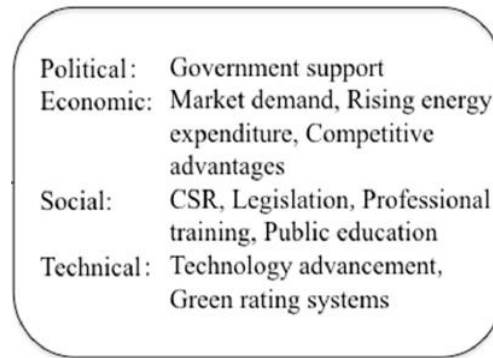 Political: Government support
Economic: Market demand, Rising energy
expenditure, Competitive
advantages
Social: CSR, Legislation, Professional
training, Public education
Technical: Technology advancement,
Green rating systems